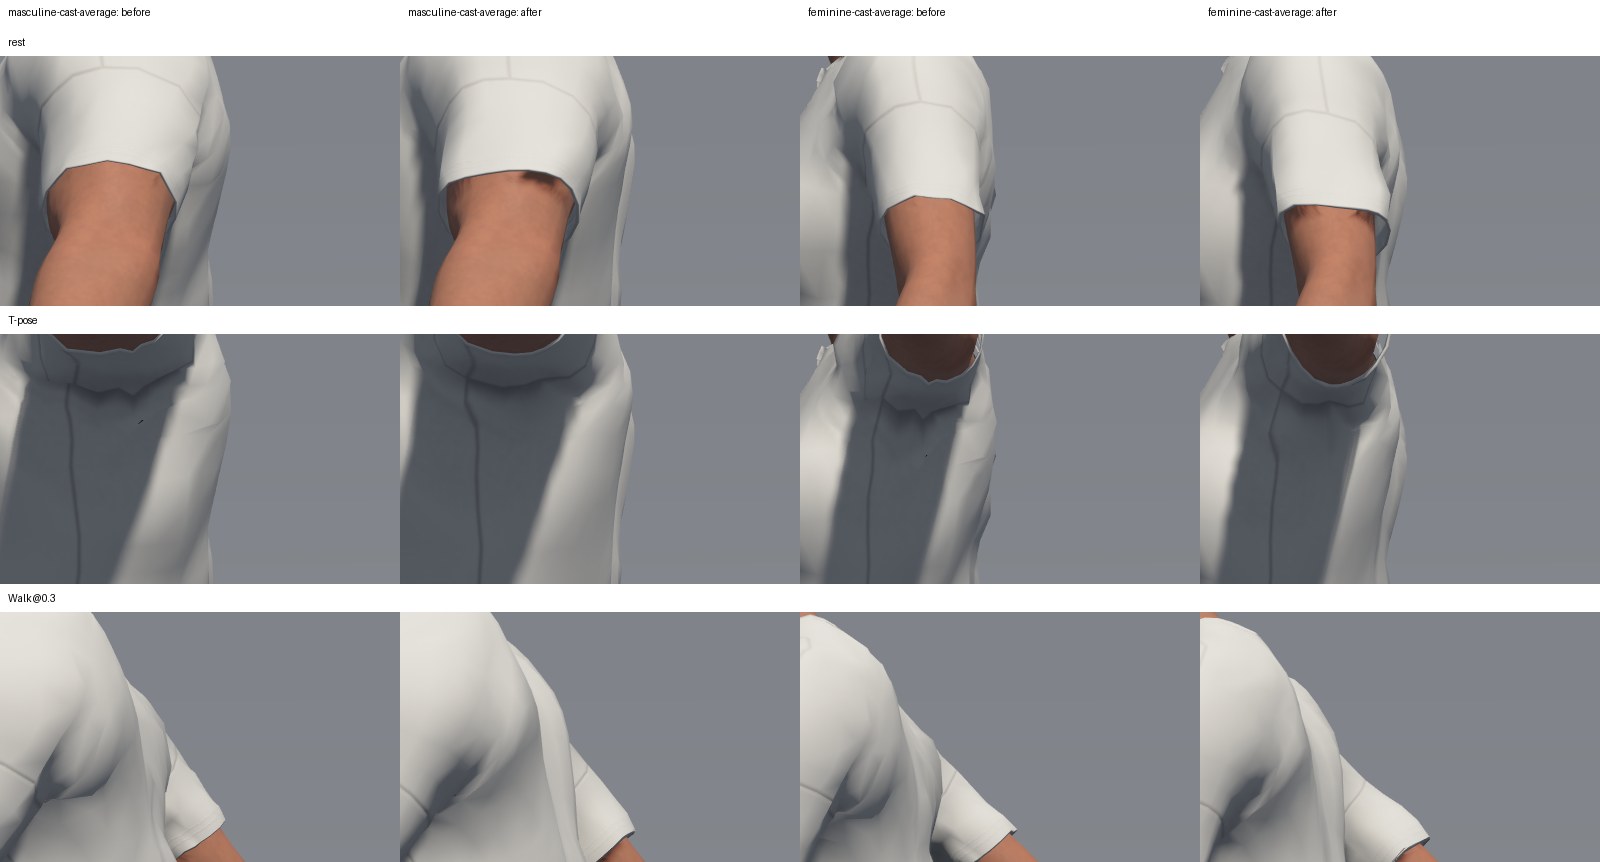 masculine-cast-average: before
masculine-cast-average: after
feminine-cast-average: before
feminine-cast-average: after
rest
T-pose
Walk@0.3